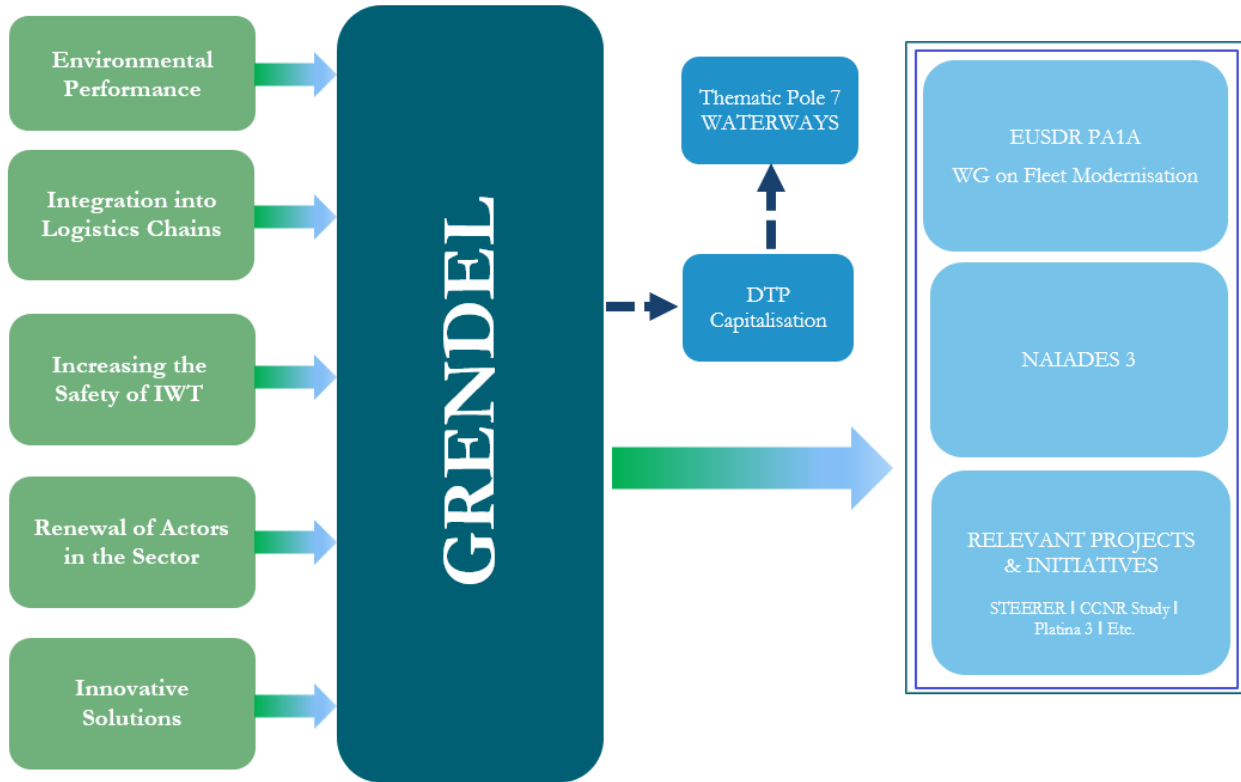 Environmental
Performance
Integration into
Logistics Chains
Increasing the
Safety of IWT
Renewal of Actors
in the Sector
Innovative
Solutions
GRENDEL
Thematic Pole 7
WATERWAYS
DTP
Capitalisation
EUSDR PA1A
WG on Fleet Modernisation
NAIADES 3
RELEVANT PROJECTS
& INITIATIVES
STEERER | CCNR Study |
Platina 3 | Etc.